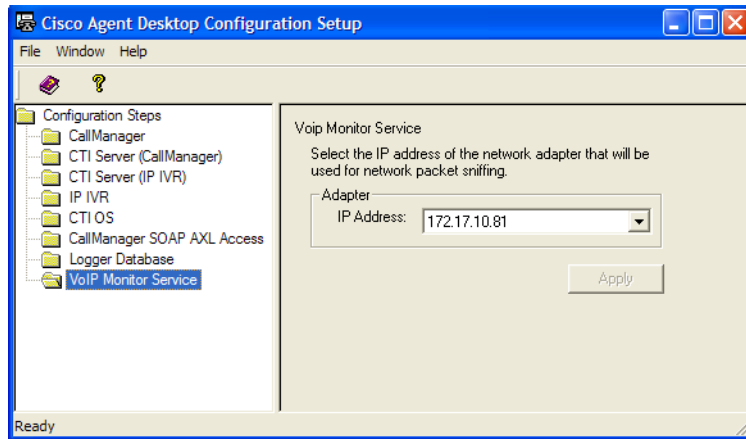 Cisco Agent Desktop Configuration Setup
File Window Help
Configuration Steps
CallManager
CTI Server (CallManager)
CTI Server (IP IVR)
IP IVR
CTI OS
CallManager SOAP AXL Access
Logger Database
VoIP Monitor Service
Voip Monitor Service
Select the IP address of the network adapter that will be
used for network packet sniffing.
Adapter
IP Address: 172.17.10.81
Apply
Ready